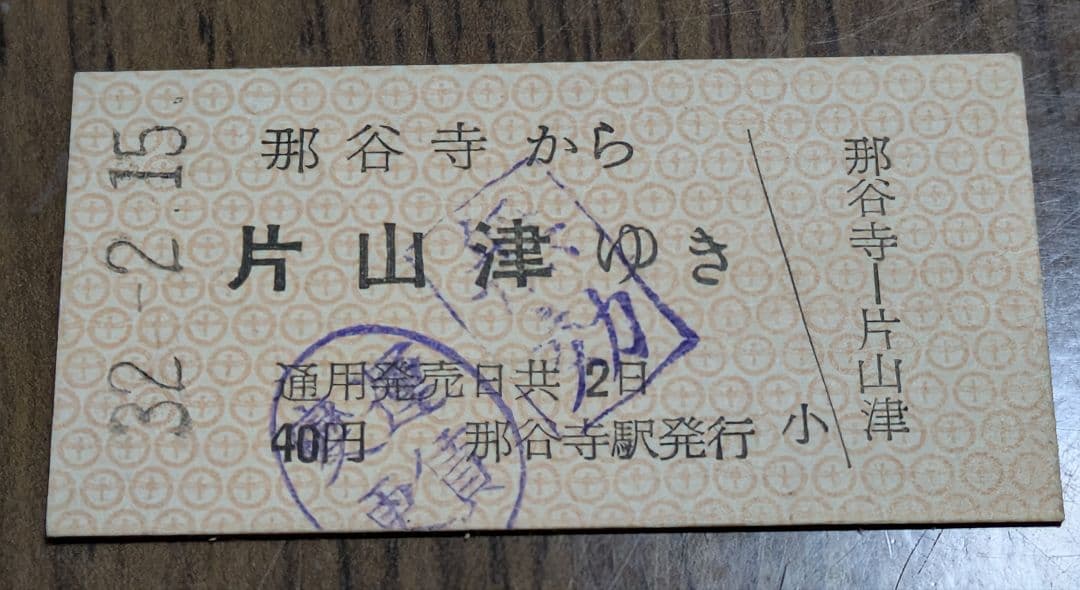 32-2.15.
那谷寺から
片山津ゆき
通用発売日共2日
40円 那谷寺駅発行
小
那谷寺ー片山津